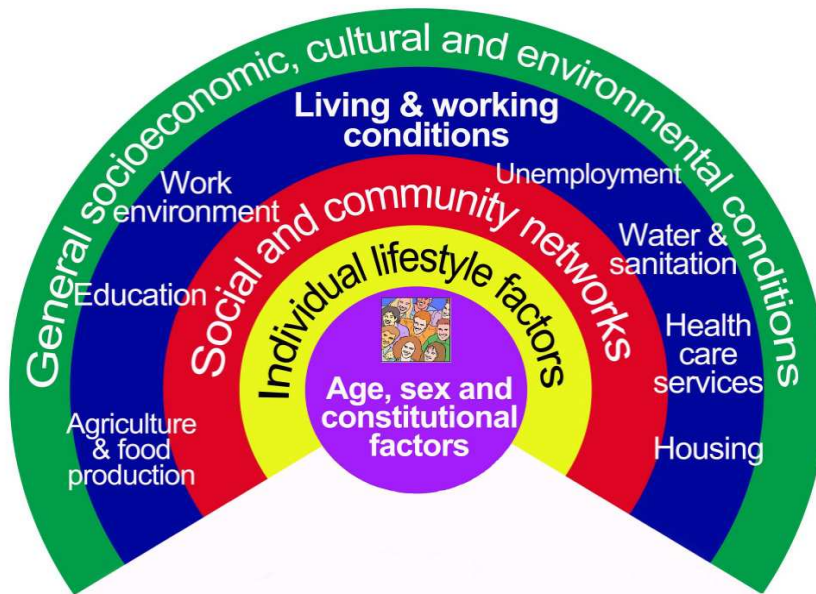 General socioeconomic, cultural and environmental conditions
Living & working
conditions
Work
environment
Unemployment
Education
Water &
sanitation
Agriculture
& food
production
Health
care
services
Housing
Social and community networks
Individual lifestyle factors
Age, sex and
constitutional
factors